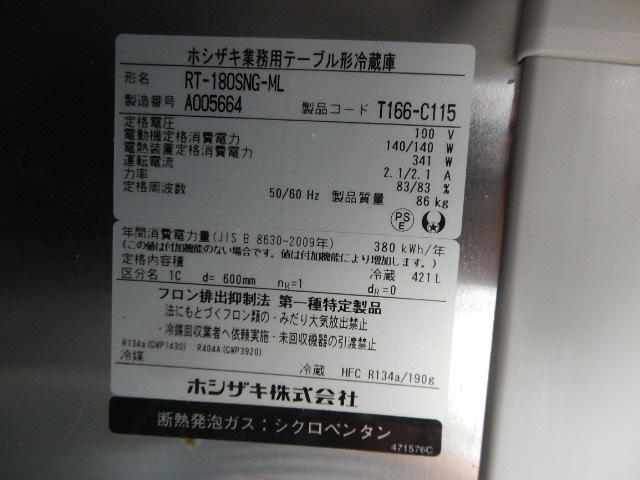 ホシザキ業務用テーブル形冷蔵庫
形名 RT-180SNG-ML
製造番号 A005664 製品コード T166-C115
定格電圧 100 V
電動機定格消費電力 140/140 W
電熱装置定格消費電力 341 W
運転電流 2.1/2.1 A
力率 83/83 %
定格周波数 50/60 Hz 製品質量 86 kg
PS
E
年間消費電力量(JIS B 8630-2009年) 380 kWh/年
(この値は付加機能のない場合です。値は付加機能により増加します。)
定格内容積 冷蔵 421 L
区分名 1C d= 600mm nR=1 dR=0
フロン排出抑制法 第一種特定製品
法にもとづくフロン類の・みだり大気放出禁止
・冷媒回収業者へ依頼実施・未回収機器の引渡禁止
R134a(GWP1430) R404A(GWP3920)
冷媒 冷蔵 HFC R134a/190g
ホシザキ株式会社
断熱発泡ガス:シクロペンタン
471576C